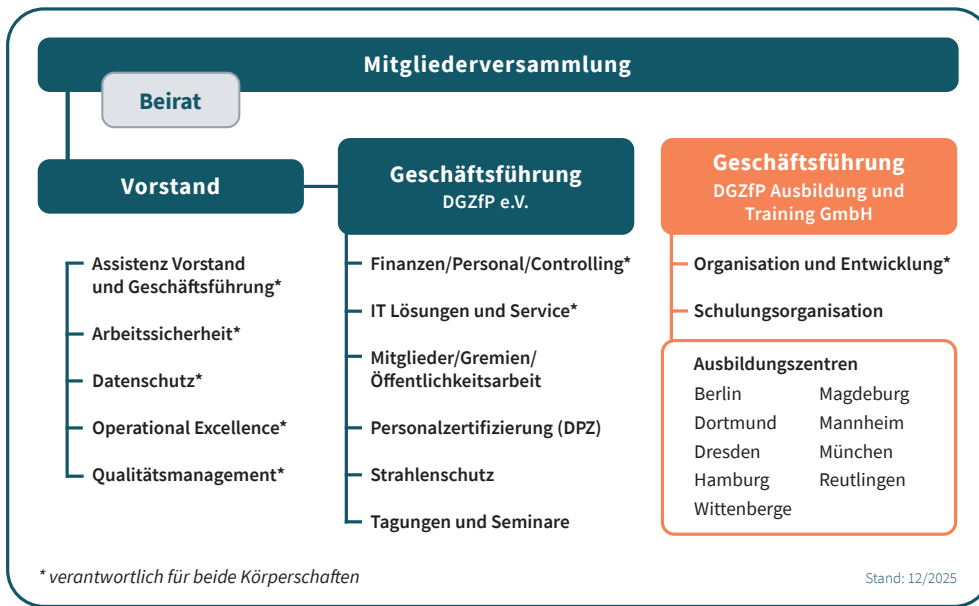 Mitgliederversammlung
Beirat
Vorstand
Assistenz Vorstand
und Geschäftsführung*
Arbeitssicherheit*
Datenschutz*
Operational Excellence*
Qualitätsmanagement*
Geschäftsführung
DGZfP e.V.
Finanzen/Personal/Controlling*
IT Lösungen und Service*
Mitglieder/Gremien/
Öffentlichkeitsarbeit
Personalzertifizierung (DPZ)
Strahlenschutz
Tagungen und Seminare
Geschäftsführung
DGZfP Ausbildung und
Training GmbH
Organisation und Entwicklung*
Schulungsorganisation
Ausbildungszentren
Berlin
Dortmund
Dresden
Hamburg
Wittenberge
Magdeburg
Mannheim
München
Reutlingen
* verantwortlich für beide Körperschaften
Stand: 12/2025